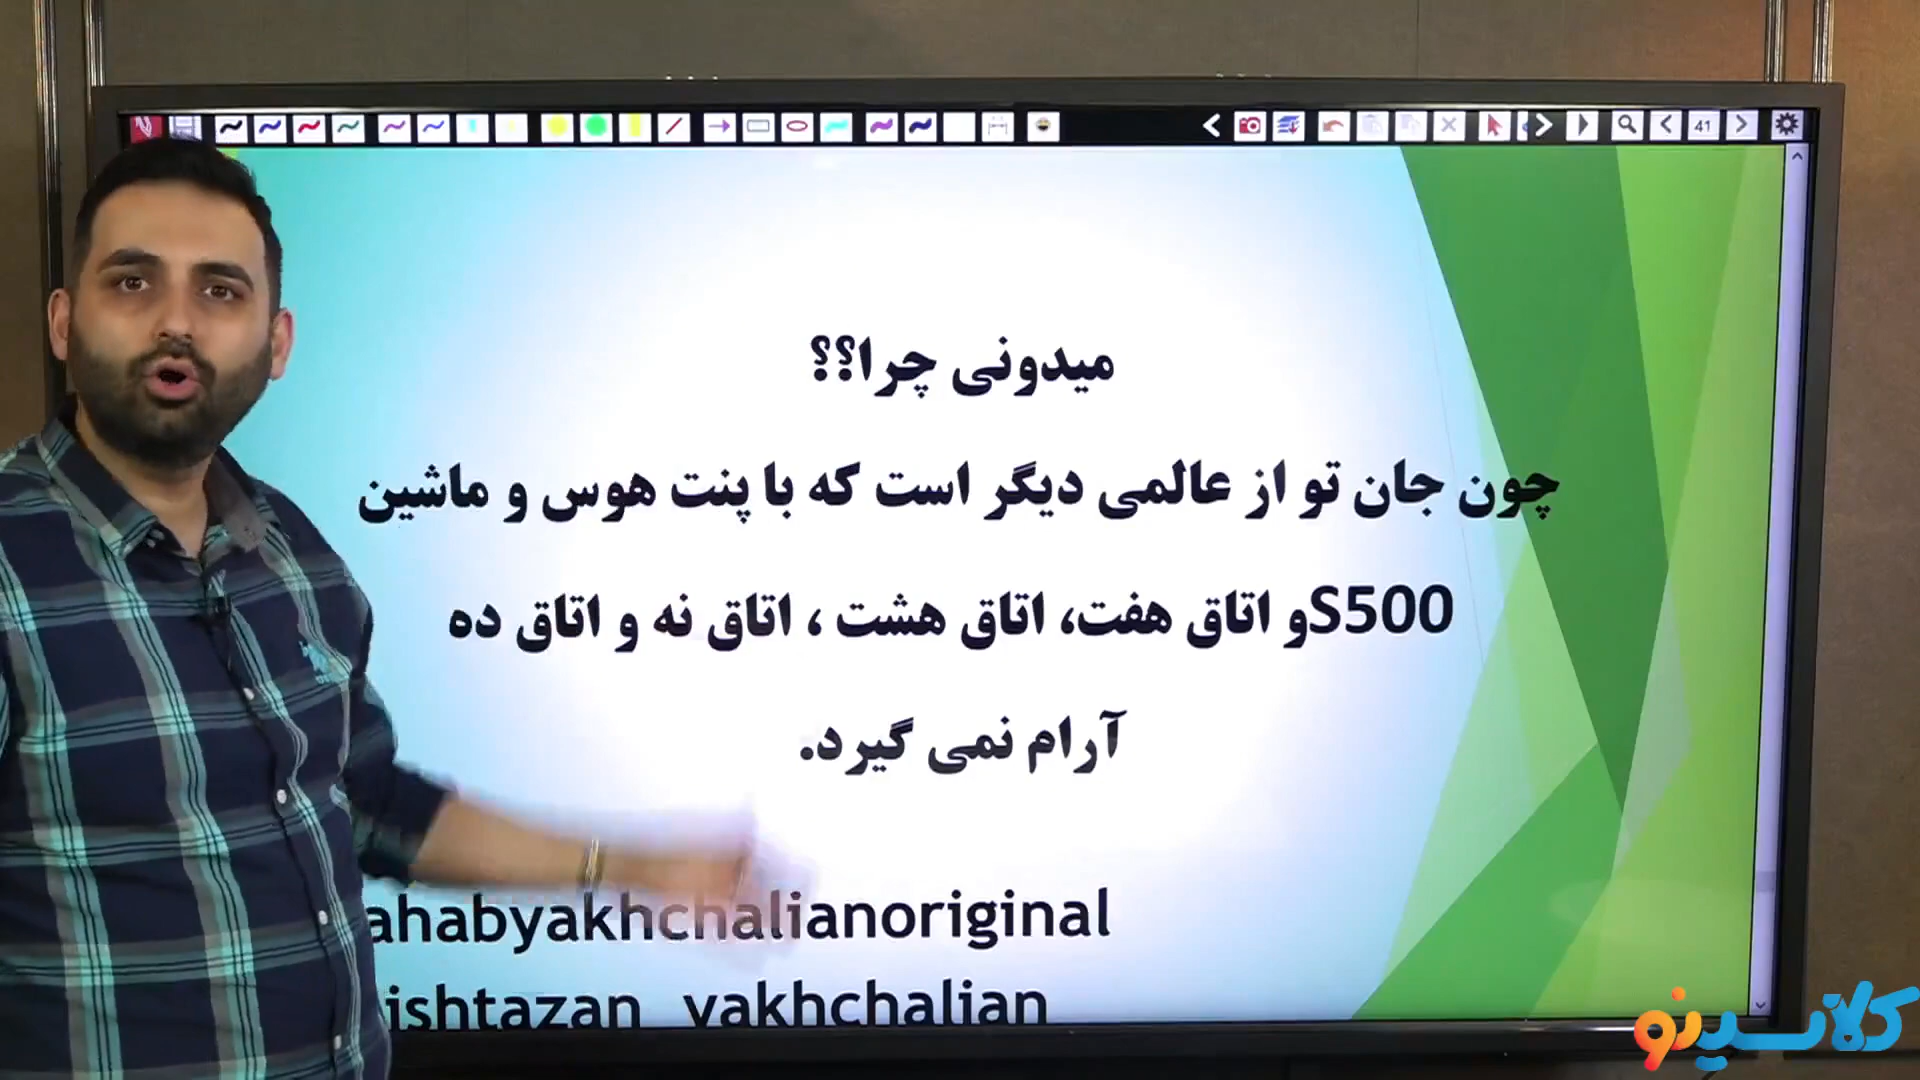 41
میدونی چرا؟؟
چون جان تو از عالمی دیگر است که با پنت هوس و ماشین
S500و اتاق هفت، اتاق هشت ، اتاق نه و اتاق ده
آرام نمی گیرد.
ahabyakhchalianoriginal
ishtazan_yakhchalian
کلاسینو